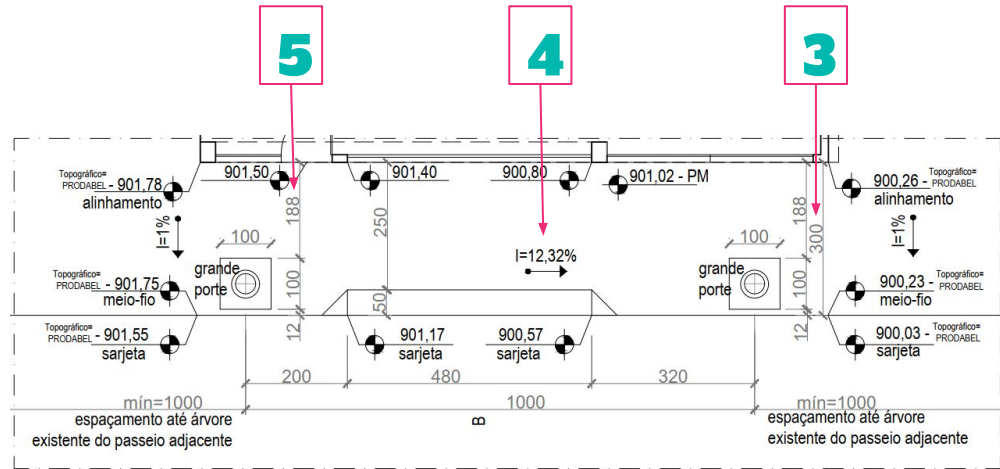 5
4
3
Topográfico=
PRODABEL - 901,78
alinhamento
901,50
901,40
900,80
901,02 - PM
900,26 - Topográfico=
PRODABEL
alinhamento
188
250
188
300
I=1%
100
I=12,32%
100
I=1%
Topográfico=
PRODABEL - 901,75
meio-fio
grande
porte
100
50
grande
porte
100
900,23 - Topográfico=
PRODABEL
meio-fio
Topográfico=
PRODABEL - 901,55
sarjeta
12
901,17
sarjeta
900,57
sarjeta
12
900,03 - Topográfico=
PRODABEL
sarjeta
200
480
320
mín=1000
1000
mín=1000
espaçamento até árvore
existente do passeio adjacente
B
espaçamento até árvore
existente do passeio adjacente